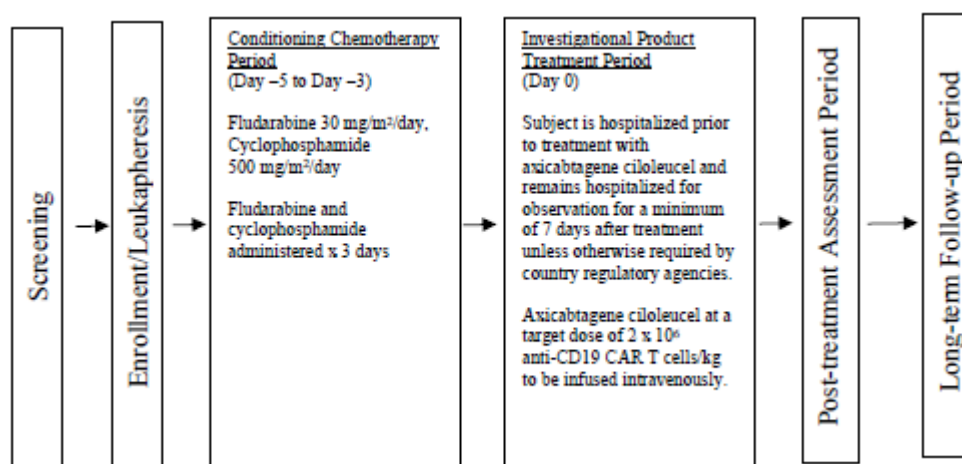 Screening
Enrollment/Leukapheresis
Conditioning Chemotherapy
Period
(Day –5 to Day –3)
Fludarabine 30 mg/m²/day,
Cyclophosphamide
500 mg/m²/day
Fludarabine and
cyclophosphamide
administered x 3 days
Investigational Product
Treatment Period
(Day 0)
Subject is hospitalized prior
to treatment with
axicabtagene ciloleucel and
remains hospitalized for
observation for a minimum
of 7 days after treatment
unless otherwise required by
country regulatory agencies.
Axicabtagene ciloleucel at a
target dose of 2 x 10⁶
anti-CD19 CAR T cells/kg
to be infused intravenously.
Post-treatment Assessment Period
Long-term Follow-up Period